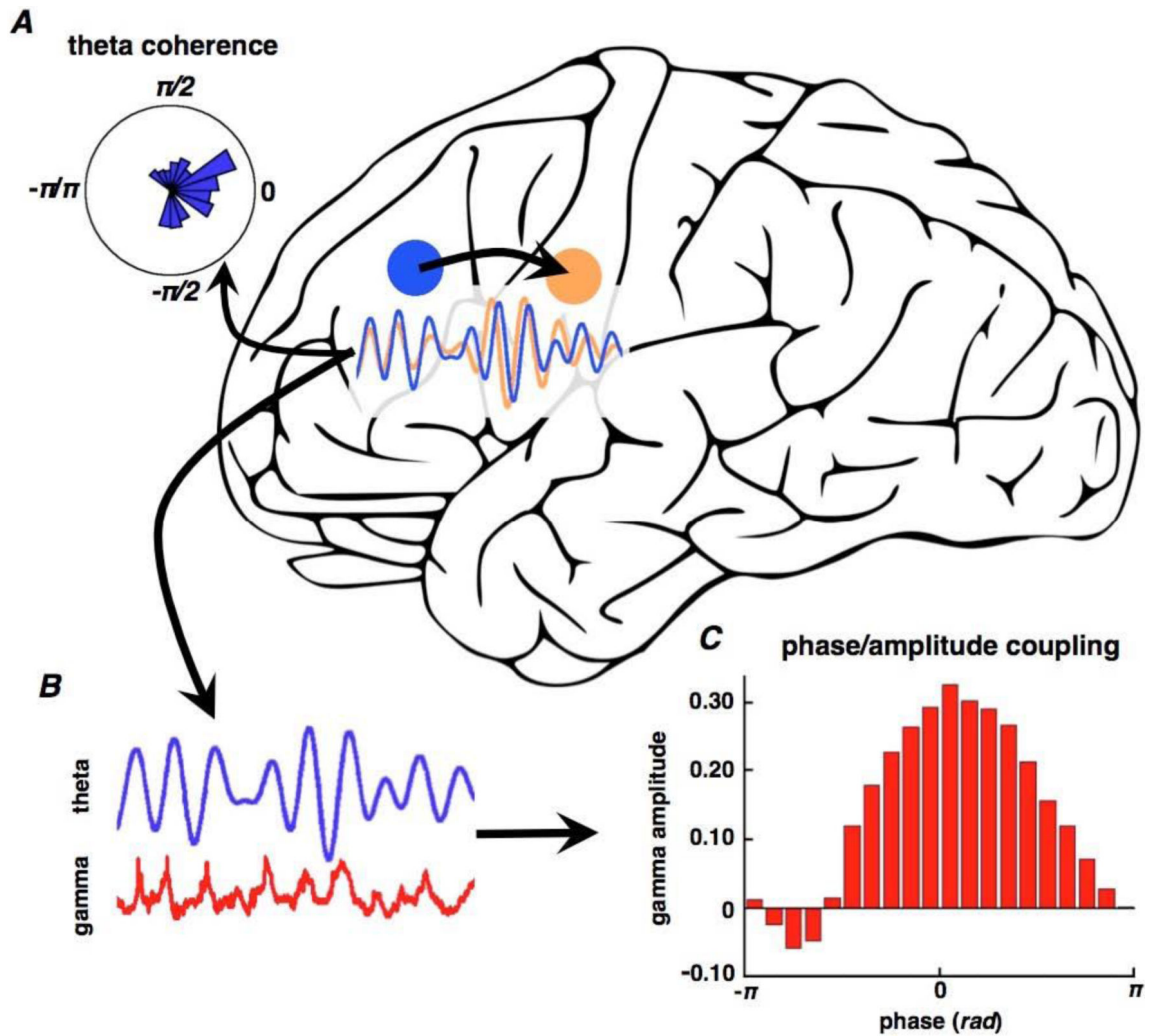 A
theta coherence
π/2
-π/π
0
-π/2
B
theta
gamma
C
phase/amplitude coupling
gamma amplitude
0.30
0.20
0.10
0
-0.10
-π
0
π
phase (rad)